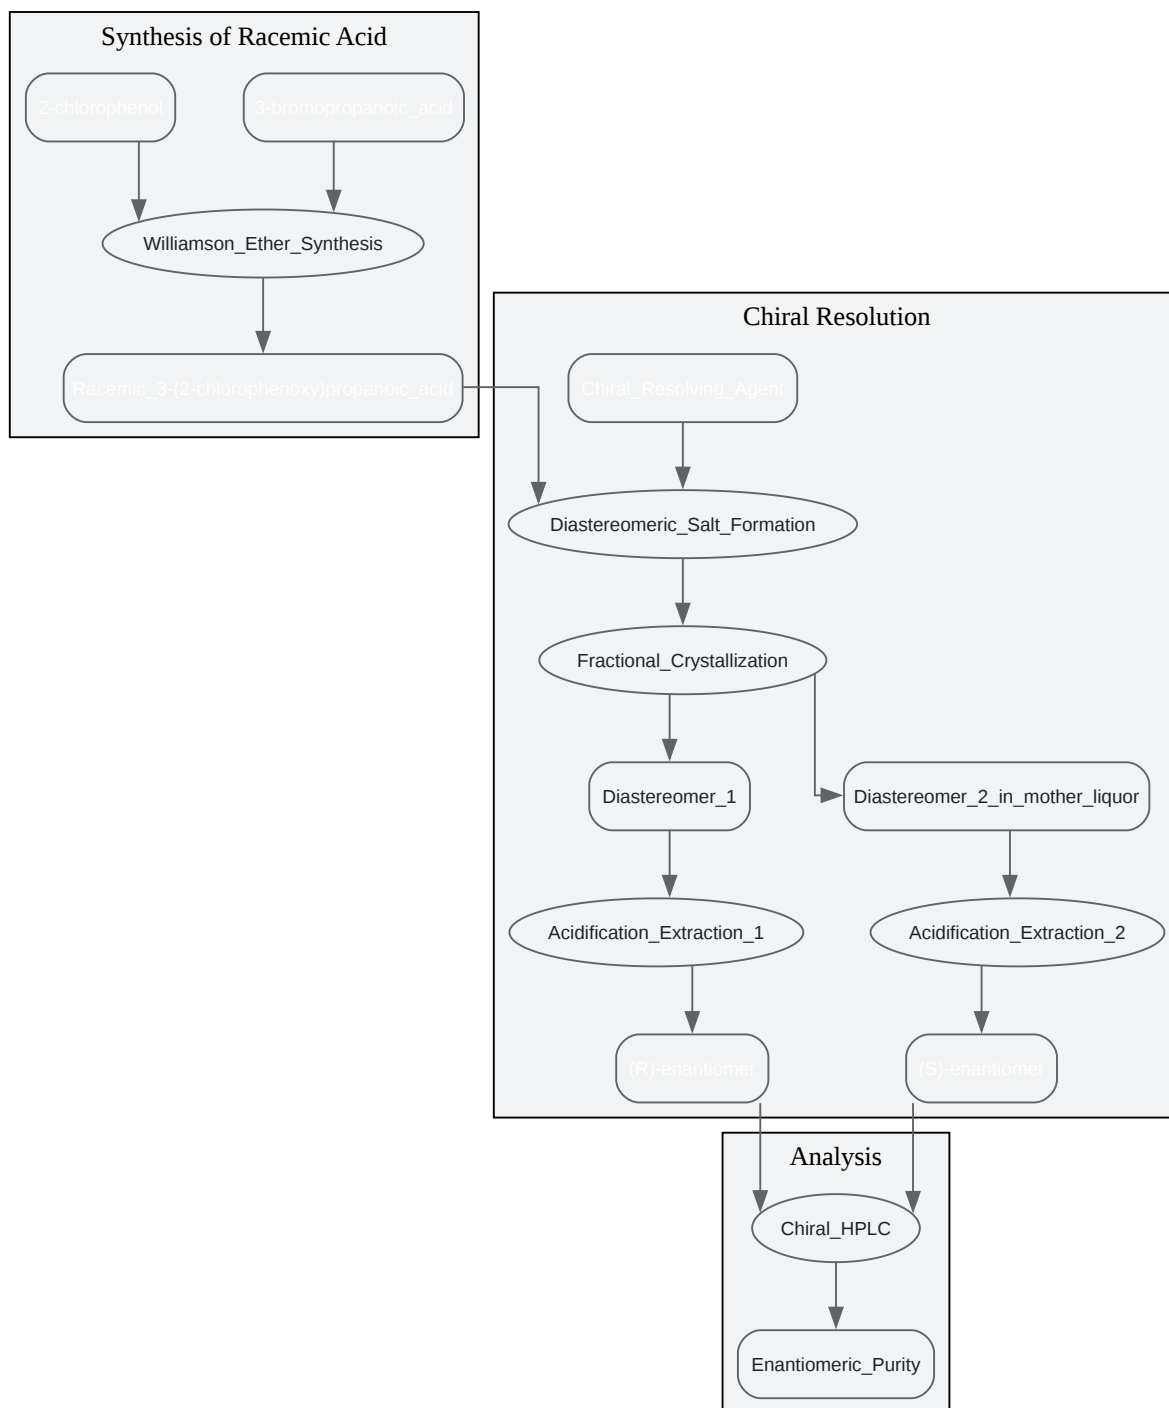 Synthesis of Racemic Acid
2-chlorophenol
3-bromopropanoic_acid
Williamson_Ether_Synthesis
Racemic_3-(2-chlorophenoxy)propanoic_acid
Chiral Resolution
Chiral_Resolving_Agent
Diastereomeric_Salt_Formation
Fractional_Crystallization
Diastereomer_1
Diastereomer_2_in_mother_liquor
Acidification_Extraction_1
Acidification_Extraction_2
(R)-enantiomer
(S)-enantiomer
Analysis
Chiral_HPLC
Enantiomeric_Purity